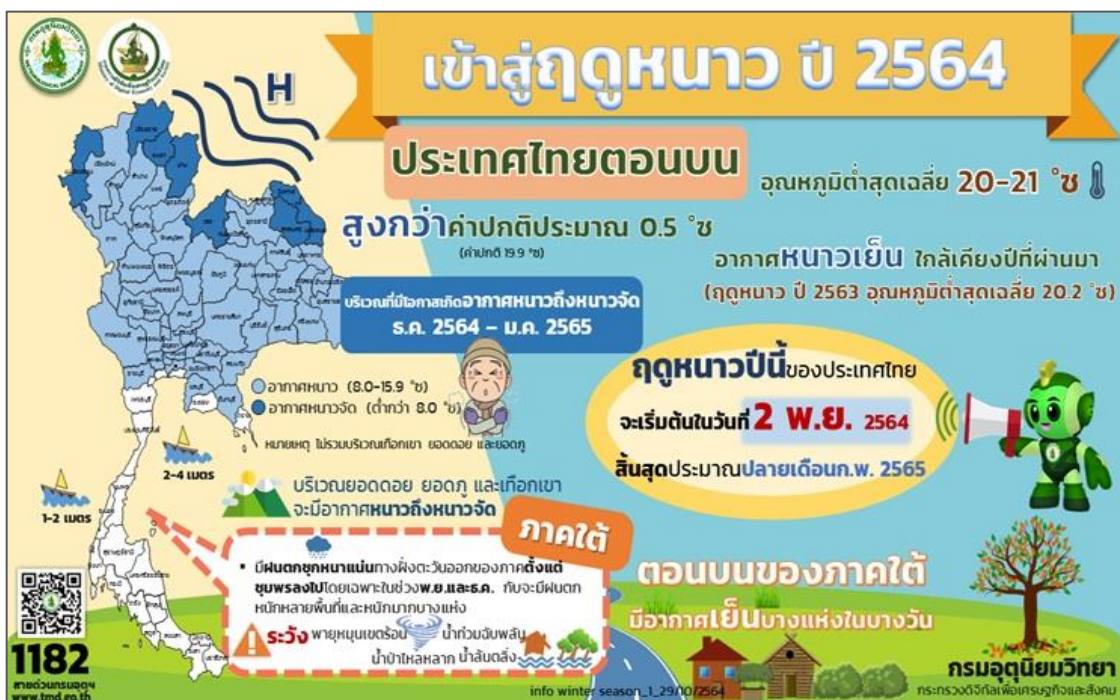 เข้าสู่ฤดูหนาว ปี 2564
H
ประเทศไทยตอนบน
อุณหภูมิต่ำสุดเฉลี่ย 20-21 °ซ
สูงกว่าค่าปกติประมาณ 0.5 °ซ
(ค่าปกติ 19.9 °ซ)
อากาศหนาวเย็น ใกล้เคียงปีที่ผ่านมา
(ฤดูหนาว ปี 2563 อุณหภูมิต่ำสุดเฉลี่ย 20.2 °ซ)
บริเวณที่มีโอกาสเกิดอากาศหนาวถึงหนาวจัด
ธ.ค. 2564 – ม.ค. 2565
อากาศหนาว (8.0-15.9 °ซ)
อากาศหนาวจัด (ต่ำกว่า 8.0 °ซ)
หมายเหตุ ไม่รวมบริเวณเทือกเขา ยอดดอย และยอดภู
ฤดูหนาวปีนี้ของประเทศไทย
จะเริ่มต้นในวันที่ 2 พ.ย. 2564
สิ้นสุดประมาณปลายเดือนก.พ. 2565
2-4 เมตร
1-2 เมตร
บริเวณยอดดอย ยอดภู และเทือกเขา
จะมีอากาศหนาวถึงหนาวจัด
ภาคใต้
มีฝนตกชุกหนาแน่นทางฝั่งตะวันออกของภาคตั้งแต่
ชุมพรลงไปโดยเฉพาะในช่วงพ.ย.และธ.ค. กับจะมีฝนตก
หนักหลายพื้นที่และหนักมากบางแห่ง
ระวัง พายุหมุนเขตร้อน น้ำท่วมฉับพลัน
น้ำป่าไหลหลาก น้ำล้นตลิ่ง
ตอนบนของภาคใต้
มีอากาศเย็นบางแห่งในบางวัน
1182
สายด่วนกรมอุตุฯ
www.tmd.go.th
info winter season_1_29/10/2564
กรมอุตุนิยมวิทยา
กระทรวงดิจิทัลเพื่อเศรษฐกิจและสังคม